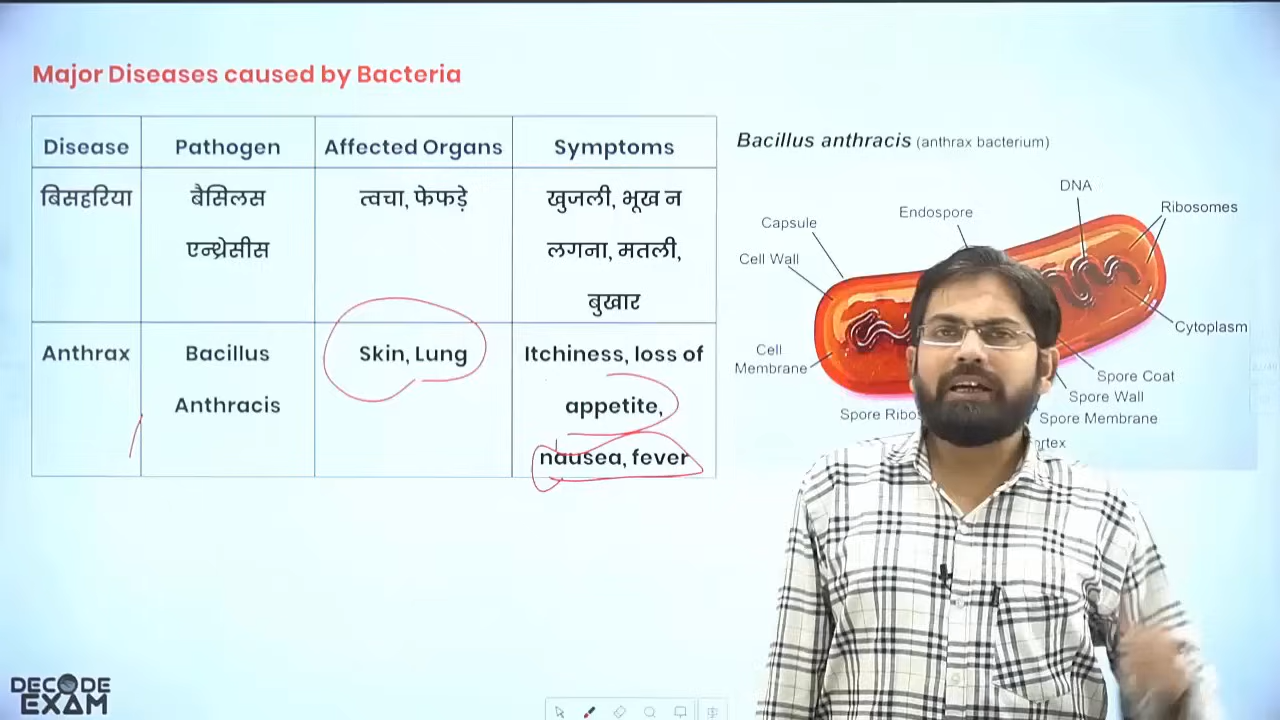 Major Diseases caused by Bacteria
Disease Pathogen Affected Organs Symptoms
बिसहरिया बैसिलस त्वचा, फेफड़े खुजली, भूख न
एन्थ्रेसीस लगना, मतली,
बुखार
Anthrax Bacillus Skin, Lung Itchiness, loss of
Anthracis appetite,
nausea, fever
Bacillus anthracis (anthrax bacterium)
DNA
Ribosomes
Endospore
Capsule
Cell Wall
Cytoplasm
Cell
Membrane
Spore Coat
Spore Wall
Spore Membrane
Spore
DECODE
EXAM